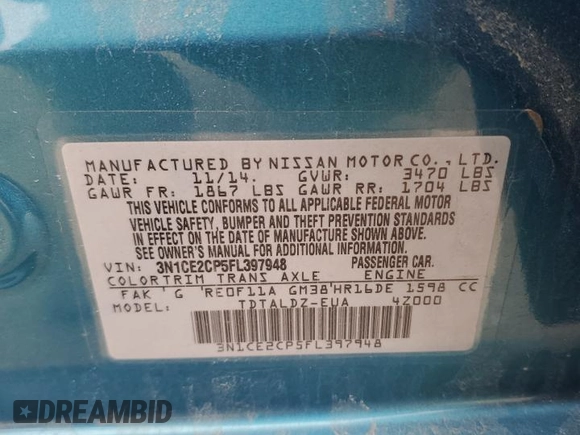 MANUFACTURED BY NISSAN MOTOR CO., LTD.
DATE: 11/14. GVWR: 3470 LBS
GAWR FR: 1867 LBS GAWR RR: 1704 LBS
THIS VEHICLE CONFORMS TO ALL APPLICABLE FEDERAL MOTOR
VEHICLE SAFETY, BUMPER AND THEFT PREVENTION STANDARDS
IN EFFECT ON THE DATE OF MANUFACTURE SHOWN ABOVE.
SEE OWNER'S MANUAL FOR ADDITIONAL INFORMATION.
VIN: 3N1CE2CP5FL397948 PASSENGER CAR.
COLOR TRIM TRANS AXLE ENGINE
FAK G RE0F11A GM38 HR16DE 1598 CC
MODEL: TDTALDZ-EUA 4Z000
3N1CE2CP5FL397948
DREAMBID